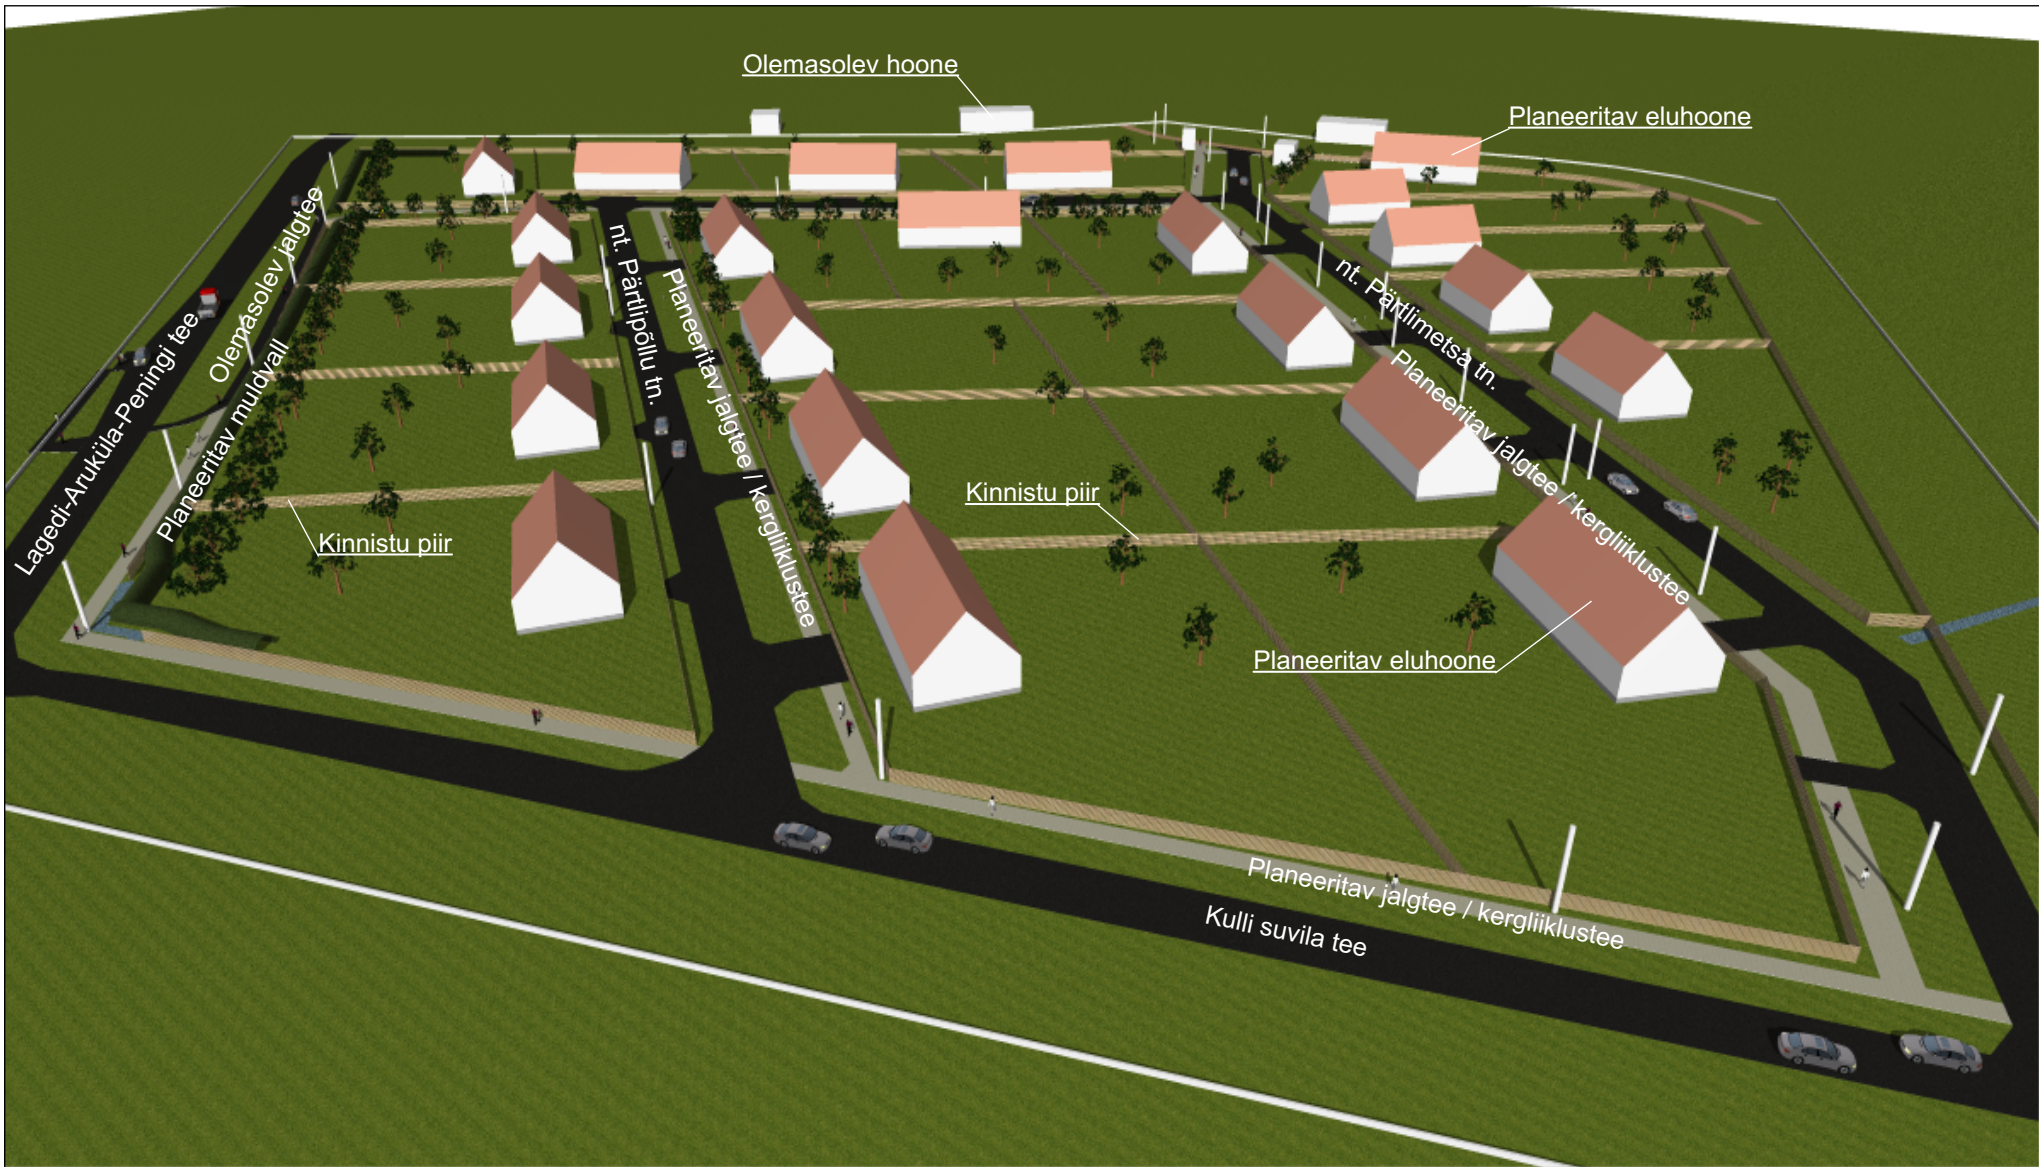 Olemasolev hoone
Planeeritav eluhoone
Lagedi-Aruküla-Peningi tee
Olemasolev jalgtee
Planeeritav muldvall
nt. Pärtlipõllu tn.
Planeeritav jalgtee / kergliiklustee
nt. Pärtlimetsa tn.
Planeeritav jalgtee / kergliiklustee
Kinnistu piir
Kinnistu piir
Planeeritav eluhoone
Planeeritav jalgtee / kergliiklustee
Kulli suvila tee